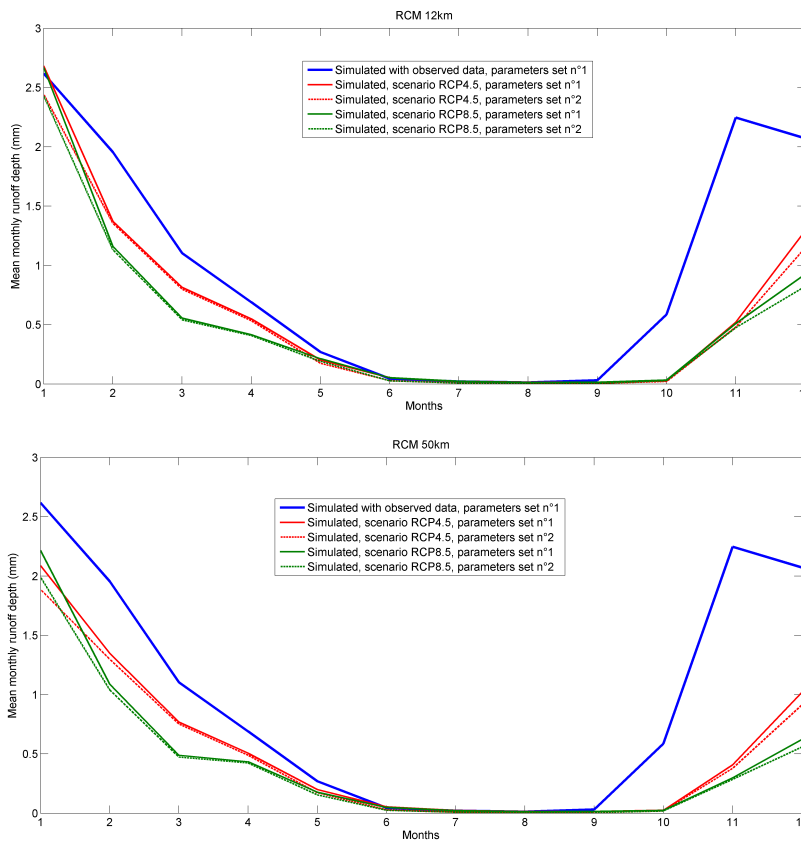 RCM 12km
3
2.5
2
1.5
1
0.5
0
Mean monthly runoff depth (mm)
Simulated with observed data, parameters set n°1
Simulated, scenario RCP4.5, parameters set n°1
Simulated, scenario RCP4.5, parameters set n°2
Simulated, scenario RCP8.5, parameters set n°1
Simulated, scenario RCP8.5, parameters set n°2
1 2 3 4 5 6 7 8 9 10 11
Months
RCM 50km
3
2.5
2
1.5
1
0.5
0
Mean monthly runoff depth (mm)
Simulated with observed data, parameters set n°1
Simulated, scenario RCP4.5, parameters set n°1
Simulated, scenario RCP4.5, parameters set n°2
Simulated, scenario RCP8.5, parameters set n°1
Simulated, scenario RCP8.5, parameters set n°2
1 2 3 4 5 6 7 8 9 10 11
Months